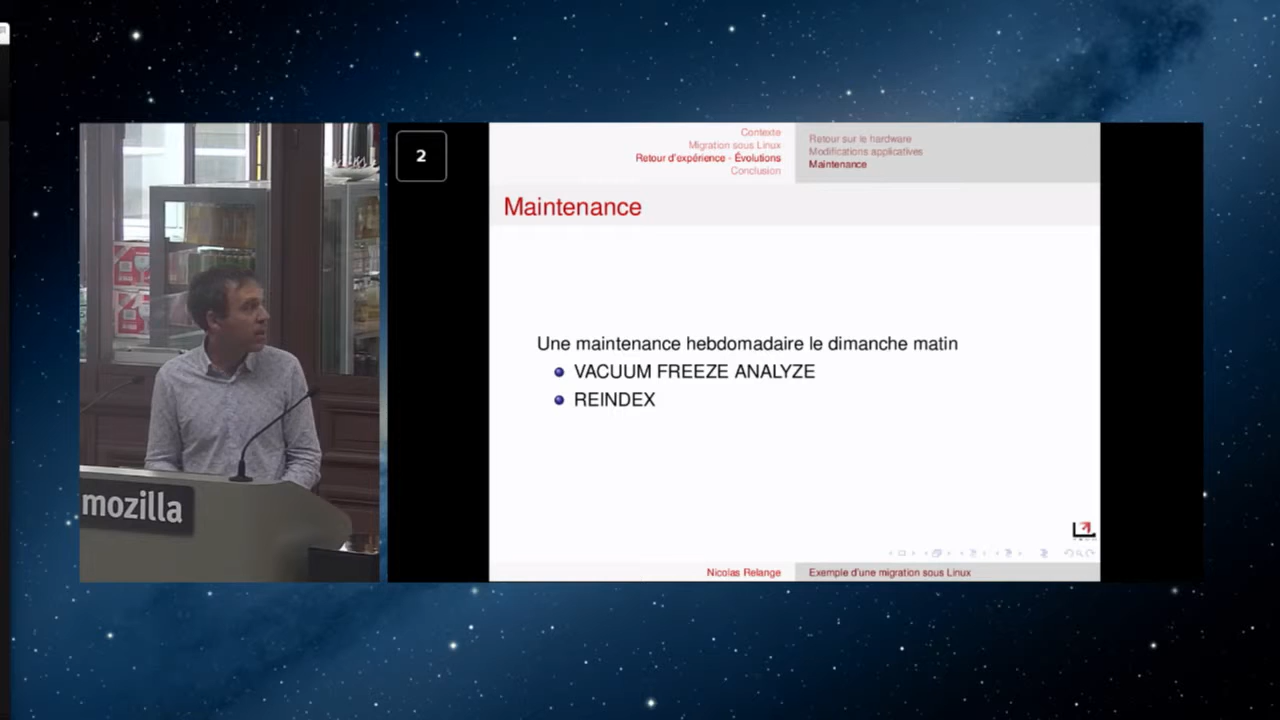 mozilla
2
Contexte
Migration sous Linux
Retour d'expérience - Évolutions
Conclusion
Retour sur le hardware
Modifications applicatives
Maintenance
Maintenance
Une maintenance hebdomadaire le dimanche matin
VACUUM FREEZE ANALYZE
REINDEX
Nicolas Relange
Exemple d'une migration sous Linux